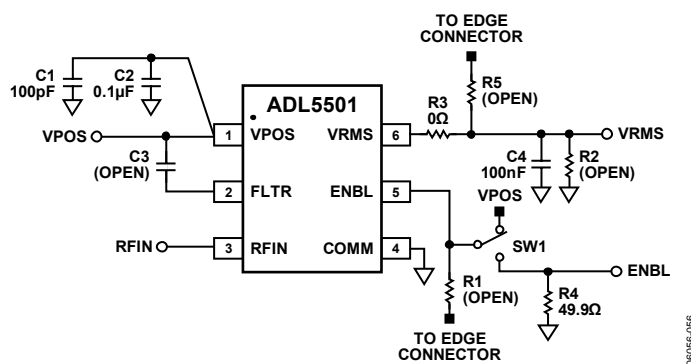 TO EDGE
CONNECTOR
C1
100pF
C2
0.1µF
ADL5501
R3
0Ω
R5
(OPEN)
VPOS
1
VPOS
VRMS
6
VRMS
C3
(OPEN)
C4
100nF
R2
(OPEN)
2
FLTR
ENBL
5
VPOS
SW1
RFIN
3
RFIN
COMM
4
R1
(OPEN)
ENBL
R4
49.9Ω
TO EDGE
CONNECTOR
06056-056